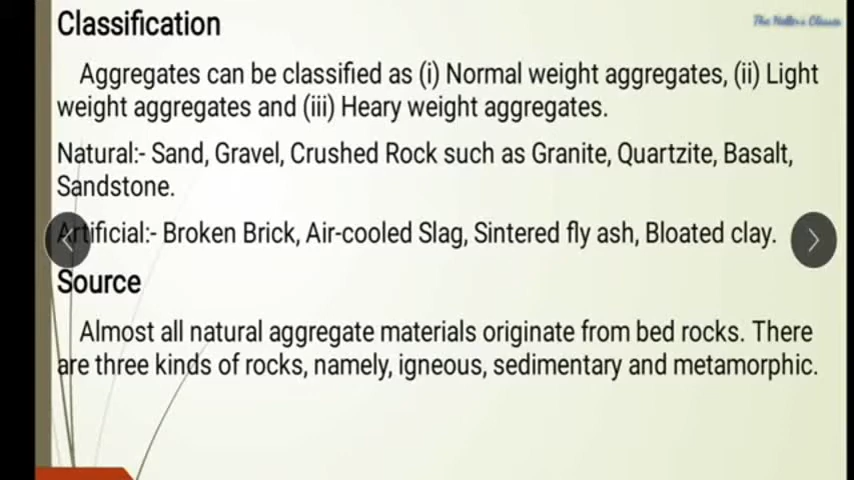 Classification
Aggregates can be classified as (i) Normal weight aggregates, (ii) Light
weight aggregates and (iii) Heary weight aggregates.
Natural:- Sand, Gravel, Crushed Rock such as Granite, Quartzite, Basalt,
Sandstone.
Artificial:- Broken Brick, Air-cooled Slag, Sintered fly ash, Bloated clay.
Source
Almost all natural aggregate materials originate from bed rocks. There
are three kinds of rocks, namely, igneous, sedimentary and metamorphic.